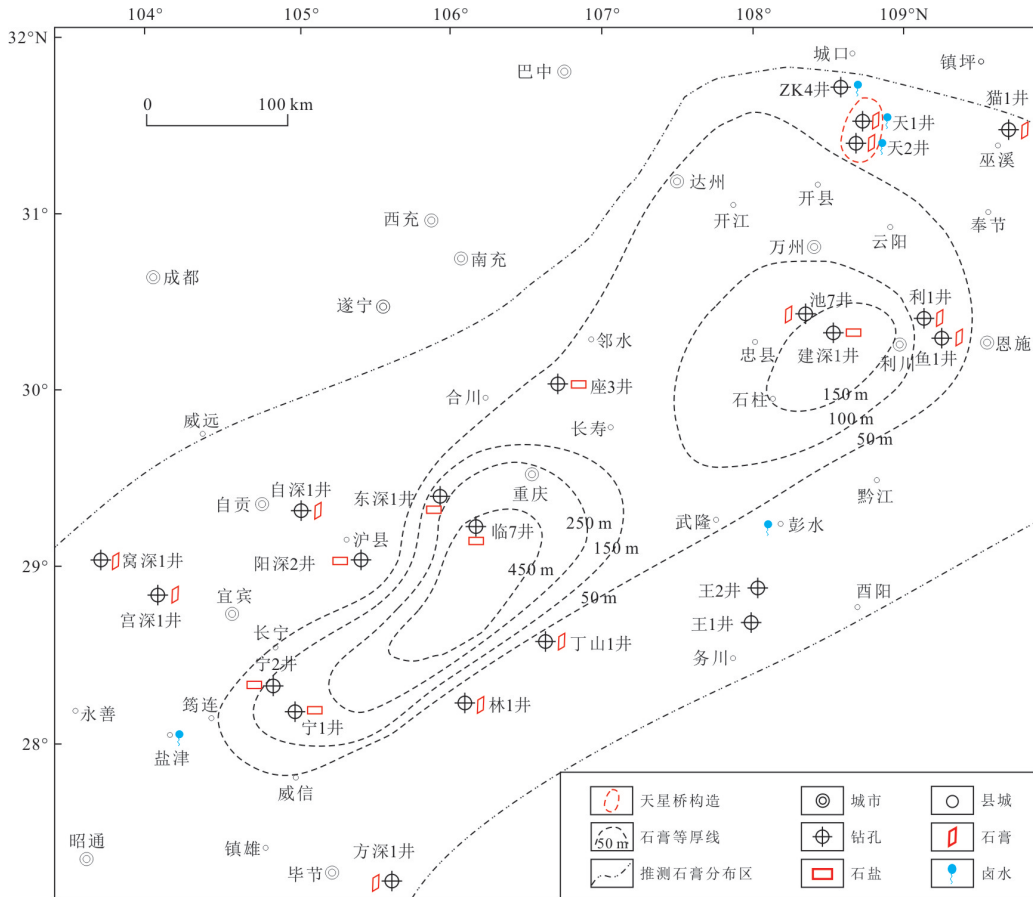 104°
105°
106°
107°
108°
109°N
32°N
31°
30°
29°
28°
0
100 km
巴中
城口
镇坪
ZK4井
猫1井
天1井
天2井
巫溪
达州
开县
开江
奉节
西充
云阳
南充
万州
成都
遂宁
池7井
利1井
邻水
忠县
建深1井
利川
鱼1井
恩施
座3井
合川
石柱
150 m
100 m
50 m
威远
长寿
自深1井
东深1井
重庆
自贡
黔江
泸县
临7井
250 m
武隆
彭水
窝深1井
阳深2井
150 m
450 m
宫深1井
宜宾
50 m
王2井
酉阳
长宁
丁山1井
王1井
宁2井
务川
筠连
永善
宁1井
林1井
盐津
威信
昭通
镇雄
毕节
方深1井
天星桥构造
城市
县城
50 m
石膏等厚线
钻孔
石膏
推测石膏分布区
石盐
卤水